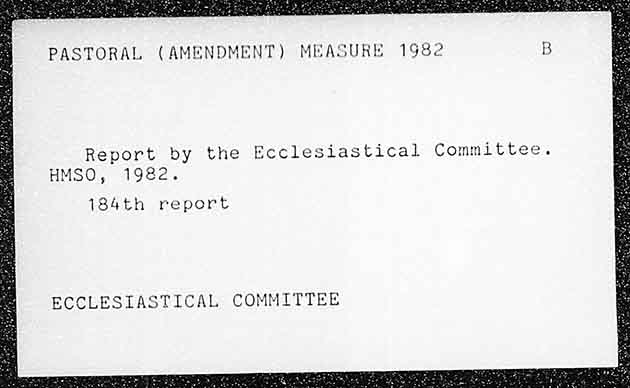 PASTORAL (AMENDMENT) MEASURE 1982 B
Report by the Ecclesiastical Committee.
HMSO, 1982.
184th report
ECCLESIASTICAL COMMITTEE